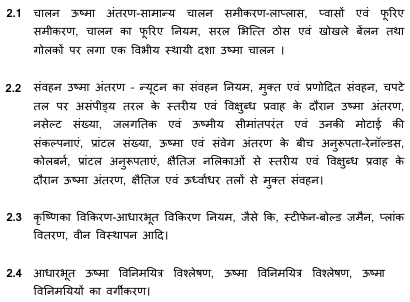 2.1 चालन ऊष्मा अंतरण-सामान्य चालन समीकरण-लाप्लास, प्वासों एवं फूरिए
समीकरण, चालन का फूरिए नियम, सरल भित्ति ठोस एवं खोखले बेंलन तथा
गोलकों पर लगा एक विमीय स्थायी दशा उष्मा चालन ।
2.2 संवहन उष्मा अंतरण - न्यूटन का संवहन नियम, मुक्त एवं प्रणोदित संवहन, चपटे
तल पर असंपीड्य तरल के स्तरीय एवं विक्षुब्ध प्रवाह के दौरान उष्मा अंतरण,
नसेल्ट संख्या, जलगतिक एवं ऊष्मीय सीमांतपरंत एवं उनकी मोटाई की
संकल्पनाएं, प्रांटल संख्या, ऊष्मा एवं संवेग अंतरण के बीच अनुरूपता-रेनॉल्डस,
कोलबर्न, प्रांटल अनुरूपताएं, क्षैतिज नलिकाओं से स्तरीय एवं विक्षुब्ध प्रवाह के
दौरान ऊष्मा अंतरण, क्षैतिज एवं ऊर्ध्वाधर तलों से मुक्त संवहन।
2.3 कृष्णिका विकिरण-आधारभूत विकिरण नियम, जैसे कि, स्टीफेन-बोल्ड जमैन, प्लांक
वितरण, वीन विस्थापन आदि।
2.4 आधारभूत ऊष्मा विनिमयित्र विश्लेषण, ऊष्मा विनिमयित्र विश्लेषण, ऊष्मा
विनिमयियों का वर्गीकरण।